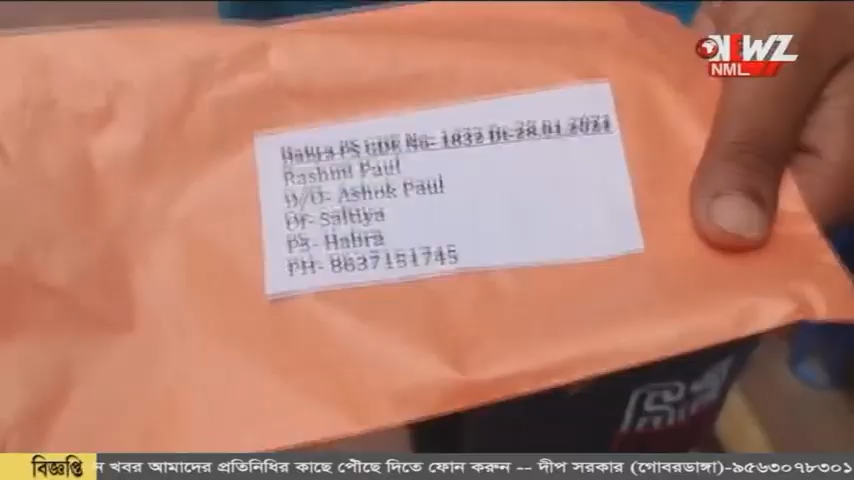 NEWZ
NML
Habra PS GDE No- 1832 Dt-28.01.2021
Rashmi Paul
D/O- Ashok Paul
Of- Saltiya
PS- Habra
PH- 8637151745
বিজ্ঞপ্তি
ন খবর আমাদের প্রতিনিধির কাছে পৌছে দিতে ফোন করুন -- দীপ সরকার (গোবরডাঙ্গা)-৯৫৬৩০৭৮৩০১